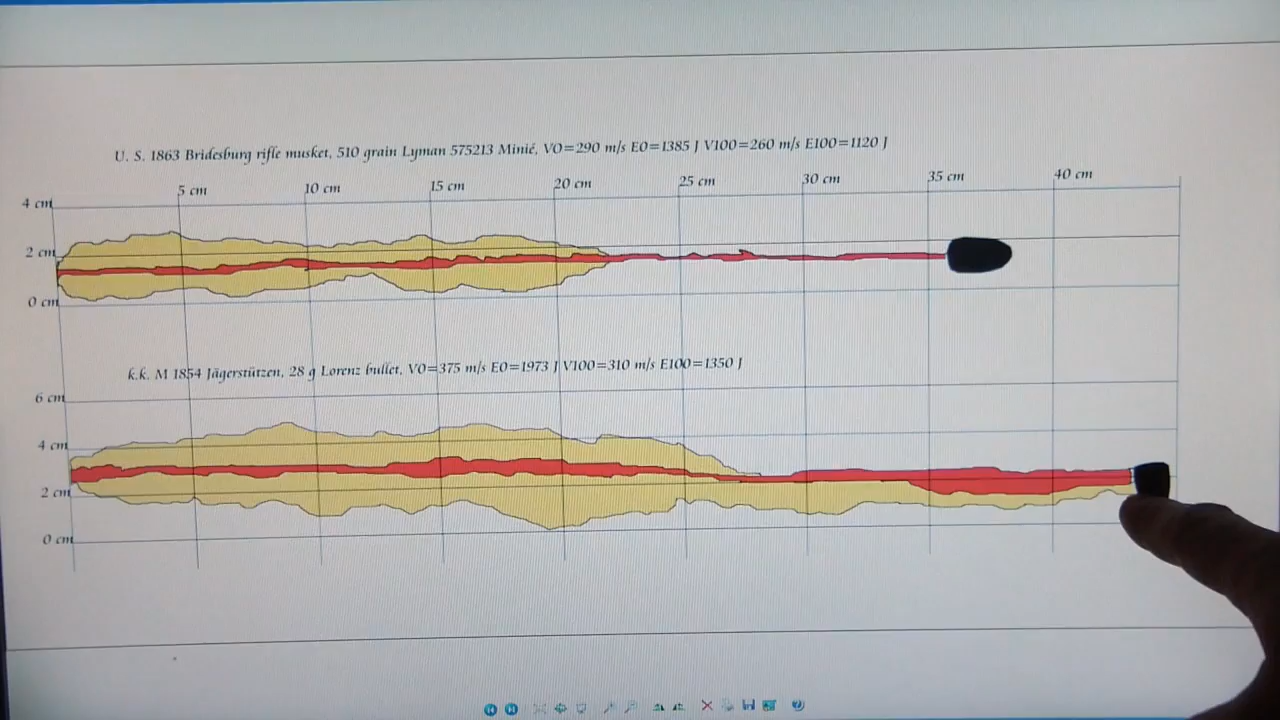 U. S. 1863 Bridesburg rifle musket, 510 grain Lyman 575213 Minié, V0=290 m/s E0=1385 J V100=260 m/s E100=1120 J
5 cm 10 cm 15 cm 20 cm 25 cm 30 cm 35 cm 40 cm
4 cm
2 cm
0 cm
k.k. M 1854 Jägerstützen, 28 g Lorenz bullet, V0=375 m/s E0=1973 J V100=310 m/s E100=1350 J
6 cm
4 cm
2 cm
0 cm